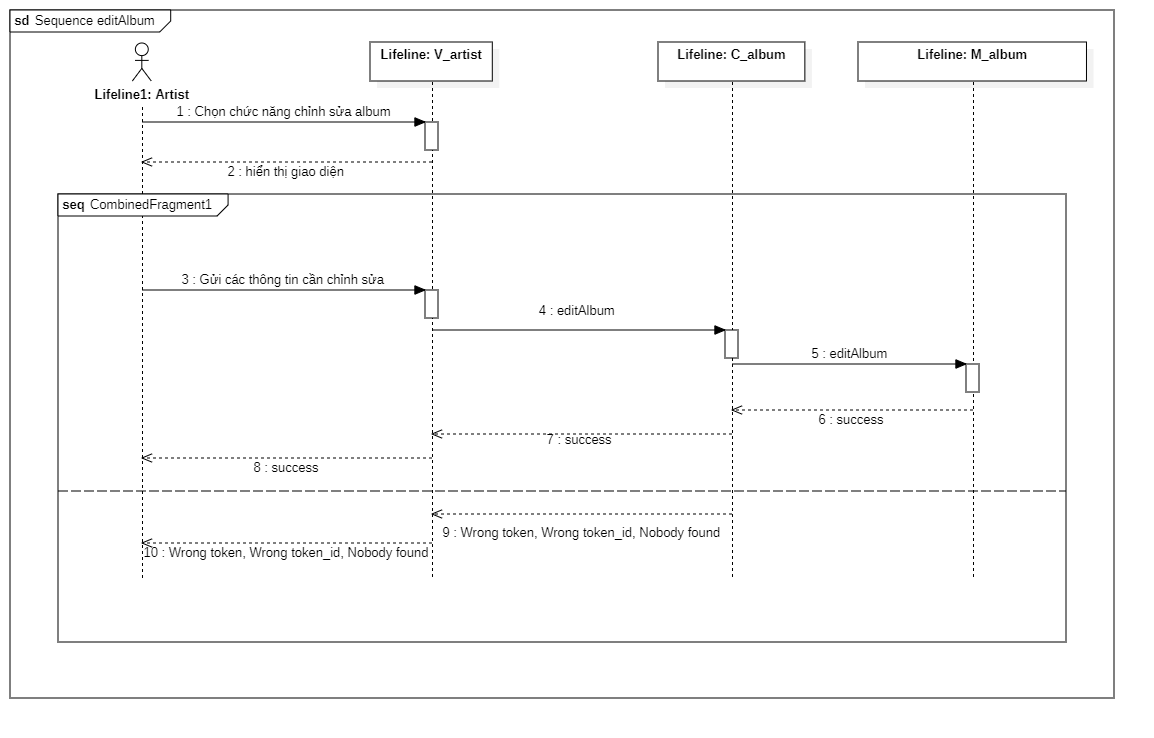 sd Sequence editAlbum
Lifeline: V_artist
Lifeline: C_album
Lifeline: M_album
Lifeline1: Artist
1 : Chọn chức năng chỉnh sửa album
2 : hiển thị giao diện
seq CombinedFragment1
3 : Gửi các thông tin cần chỉnh sửa
4 : editAlbum
5 : editAlbum
6 : success
7 : success
8 : success
9 : Wrong token, Wrong token_id, Nobody found
10 : Wrong token, Wrong token_id, Nobody found